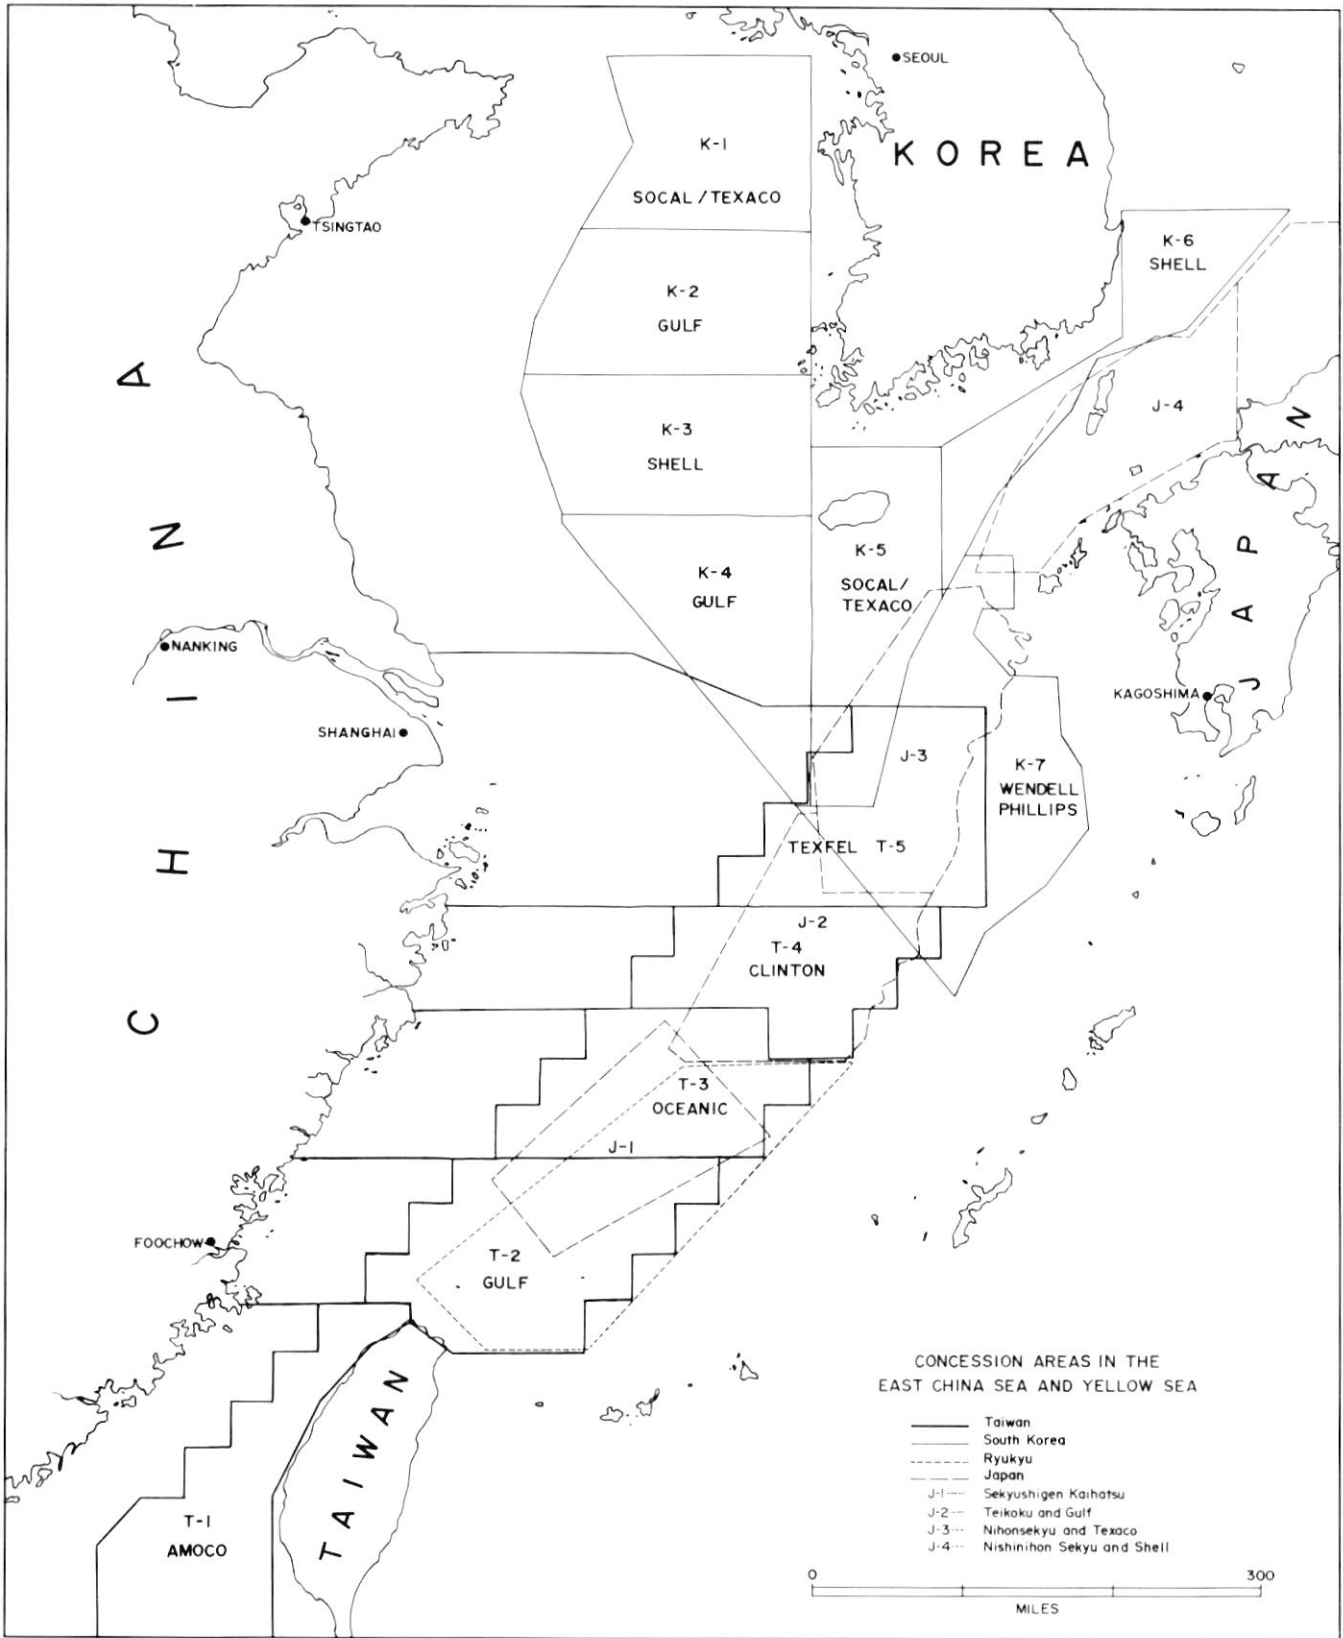 SEOUL
KOREA
K-1
SOCAL/TEXACO
TSINGTAO
K-6
SHELL
K-2
GULF
J-4
K-3
SHELL
K-5
SOCAL/
TEXACO
K-4
GULF
CHINA
JAPAN
NANKING
SHANGHAI
KAGOSHIMA
J-3
K-7
WENDELL
PHILLIPS
TEXFEL T-5
J-2
T-4
CLINTON
T-3
OCEANIC
J-1
FOOCHOW
T-2
GULF
TAIWAN
T-1
AMOCO
CONCESSION AREAS IN THE
EAST CHINA SEA AND YELLOW SEA
Taiwan
South Korea
Ryukyu
Japan
J-1---- Sekyushigen Kaihatsu
J-2---- Teikoku and Gulf
J-3---- Nihonsekyu and Texaco
J-4---- Nishinihon Sekyu and Shell
0 300
MILES